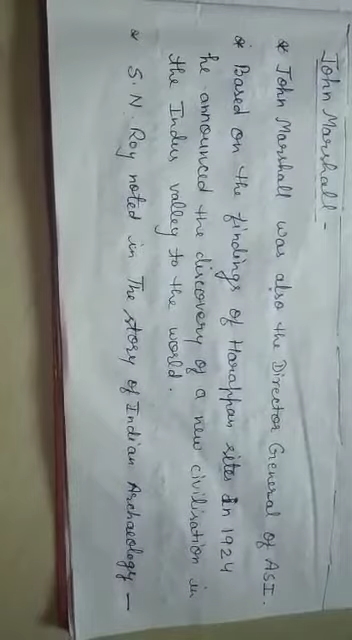 John Marshall -
* John Marshall was also the Director General of ASI.
* Based on the findings of Harappan sites in 1924
he announced the discovery of a new civilisation in
the Indus valley to the world.
* S.N. Roy noted in The story of Indian Archaeology -